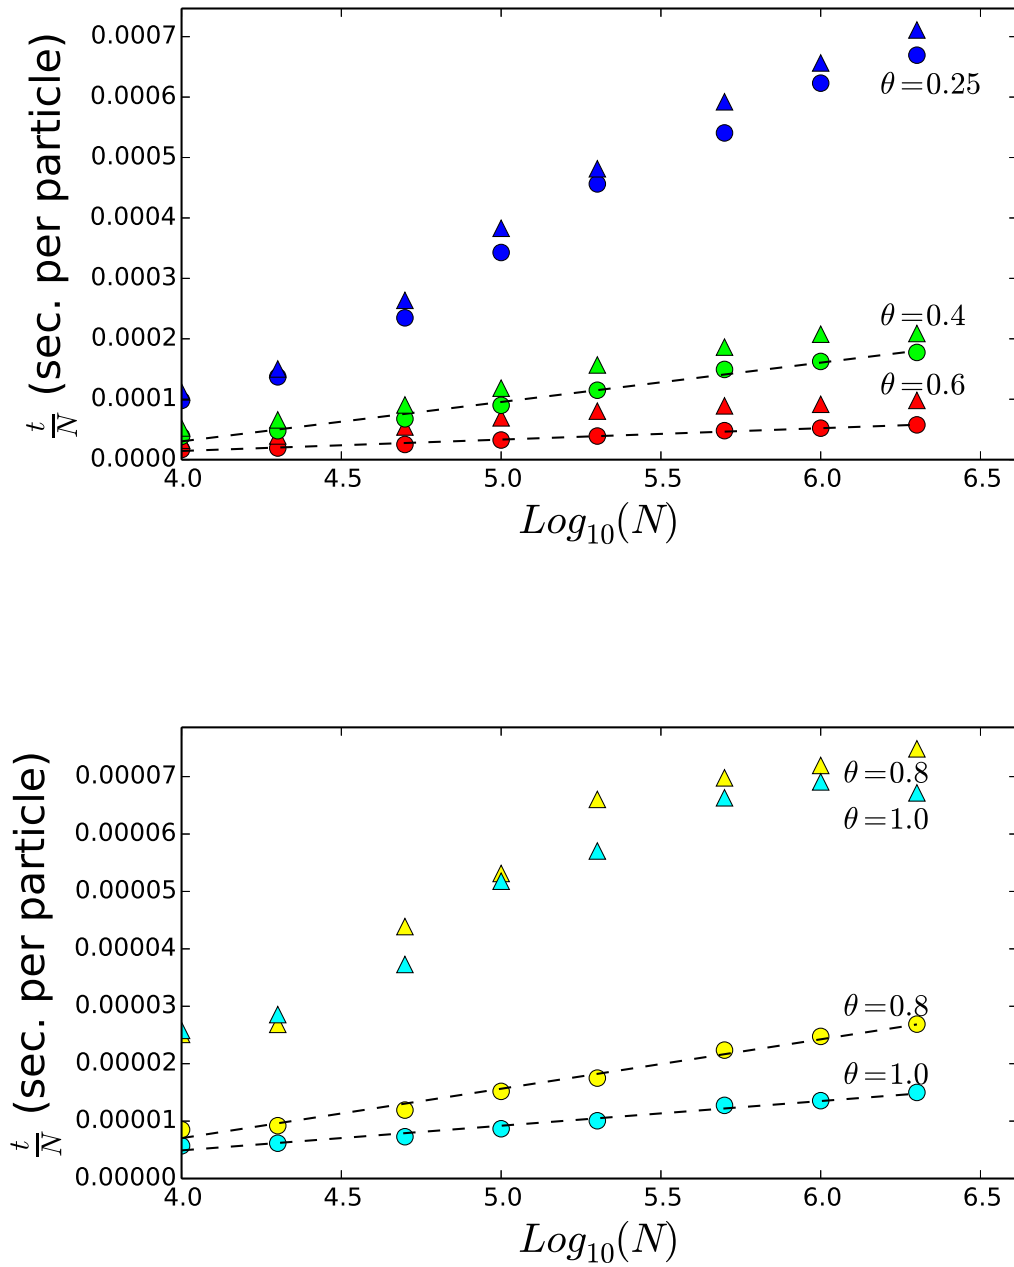 0.0007
0.0006
0.0005
0.0004
0.0003
0.0002
0.0001
0.0000
t/N (sec. per particle)
θ=0.25
θ=0.4
θ=0.6
4.0 4.5 5.0 5.5 6.0 6.5
Log₁₀(N)
0.00007
0.00006
0.00005
0.00004
0.00003
0.00002
0.00001
0.00000
t/N (sec. per particle)
θ=0.8
θ=1.0
θ=0.8
θ=1.0
4.0 4.5 5.0 5.5 6.0 6.5
Log₁₀(N)